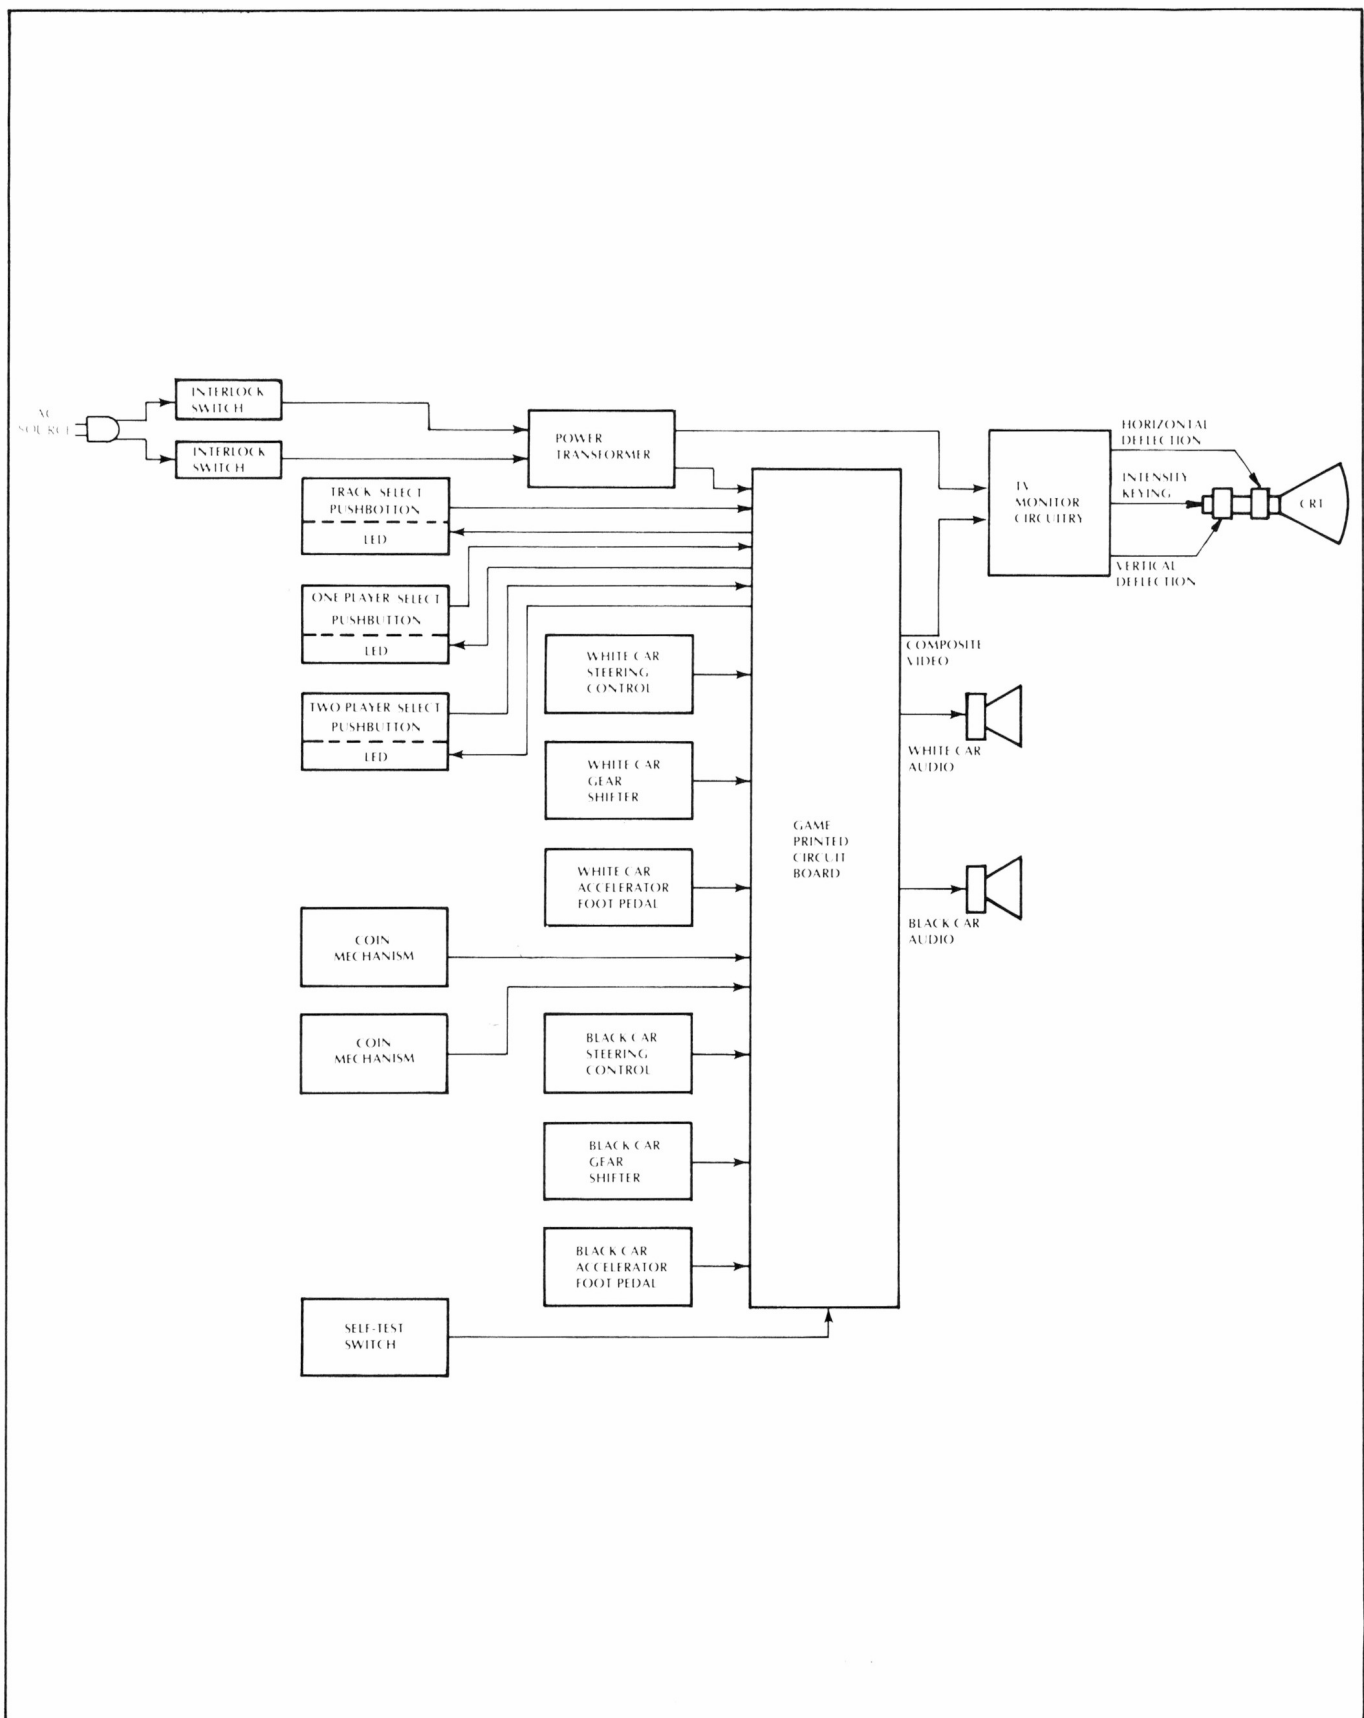 INTERLOCK
SWITCH
AC
SOURCE
INTERLOCK
SWITCH
POWER
TRANSFORMER
TRACK SELECT
PUSHBOTTON
LED
ONE PLAYER SELECT
PUSHBUTTON
LED
TWO PLAYER SELECT
PUSHBUTTON
LED
WHITE CAR
STEERING
CONTROL
WHITE CAR
GEAR
SHIFTER
WHITE CAR
ACCELERATOR
FOOT PEDAL
COIN
MECHANISM
COIN
MECHANISM
BLACK CAR
STEERING
CONTROL
BLACK CAR
GEAR
SHIFTER
BLACK CAR
ACCELERATOR
FOOT PEDAL
SELF-TEST
SWITCH
GAME
PRINTED
CIRCUIT
BOARD
TV
MONITOR
CIRCUITRY
HORIZONTAL
DEFLECTION
INTENSITY
KEYING
CRT
VERTICAL
DEFLECTION
COMPOSITE
VIDEO
WHITE CAR
AUDIO
BLACK CAR
AUDIO